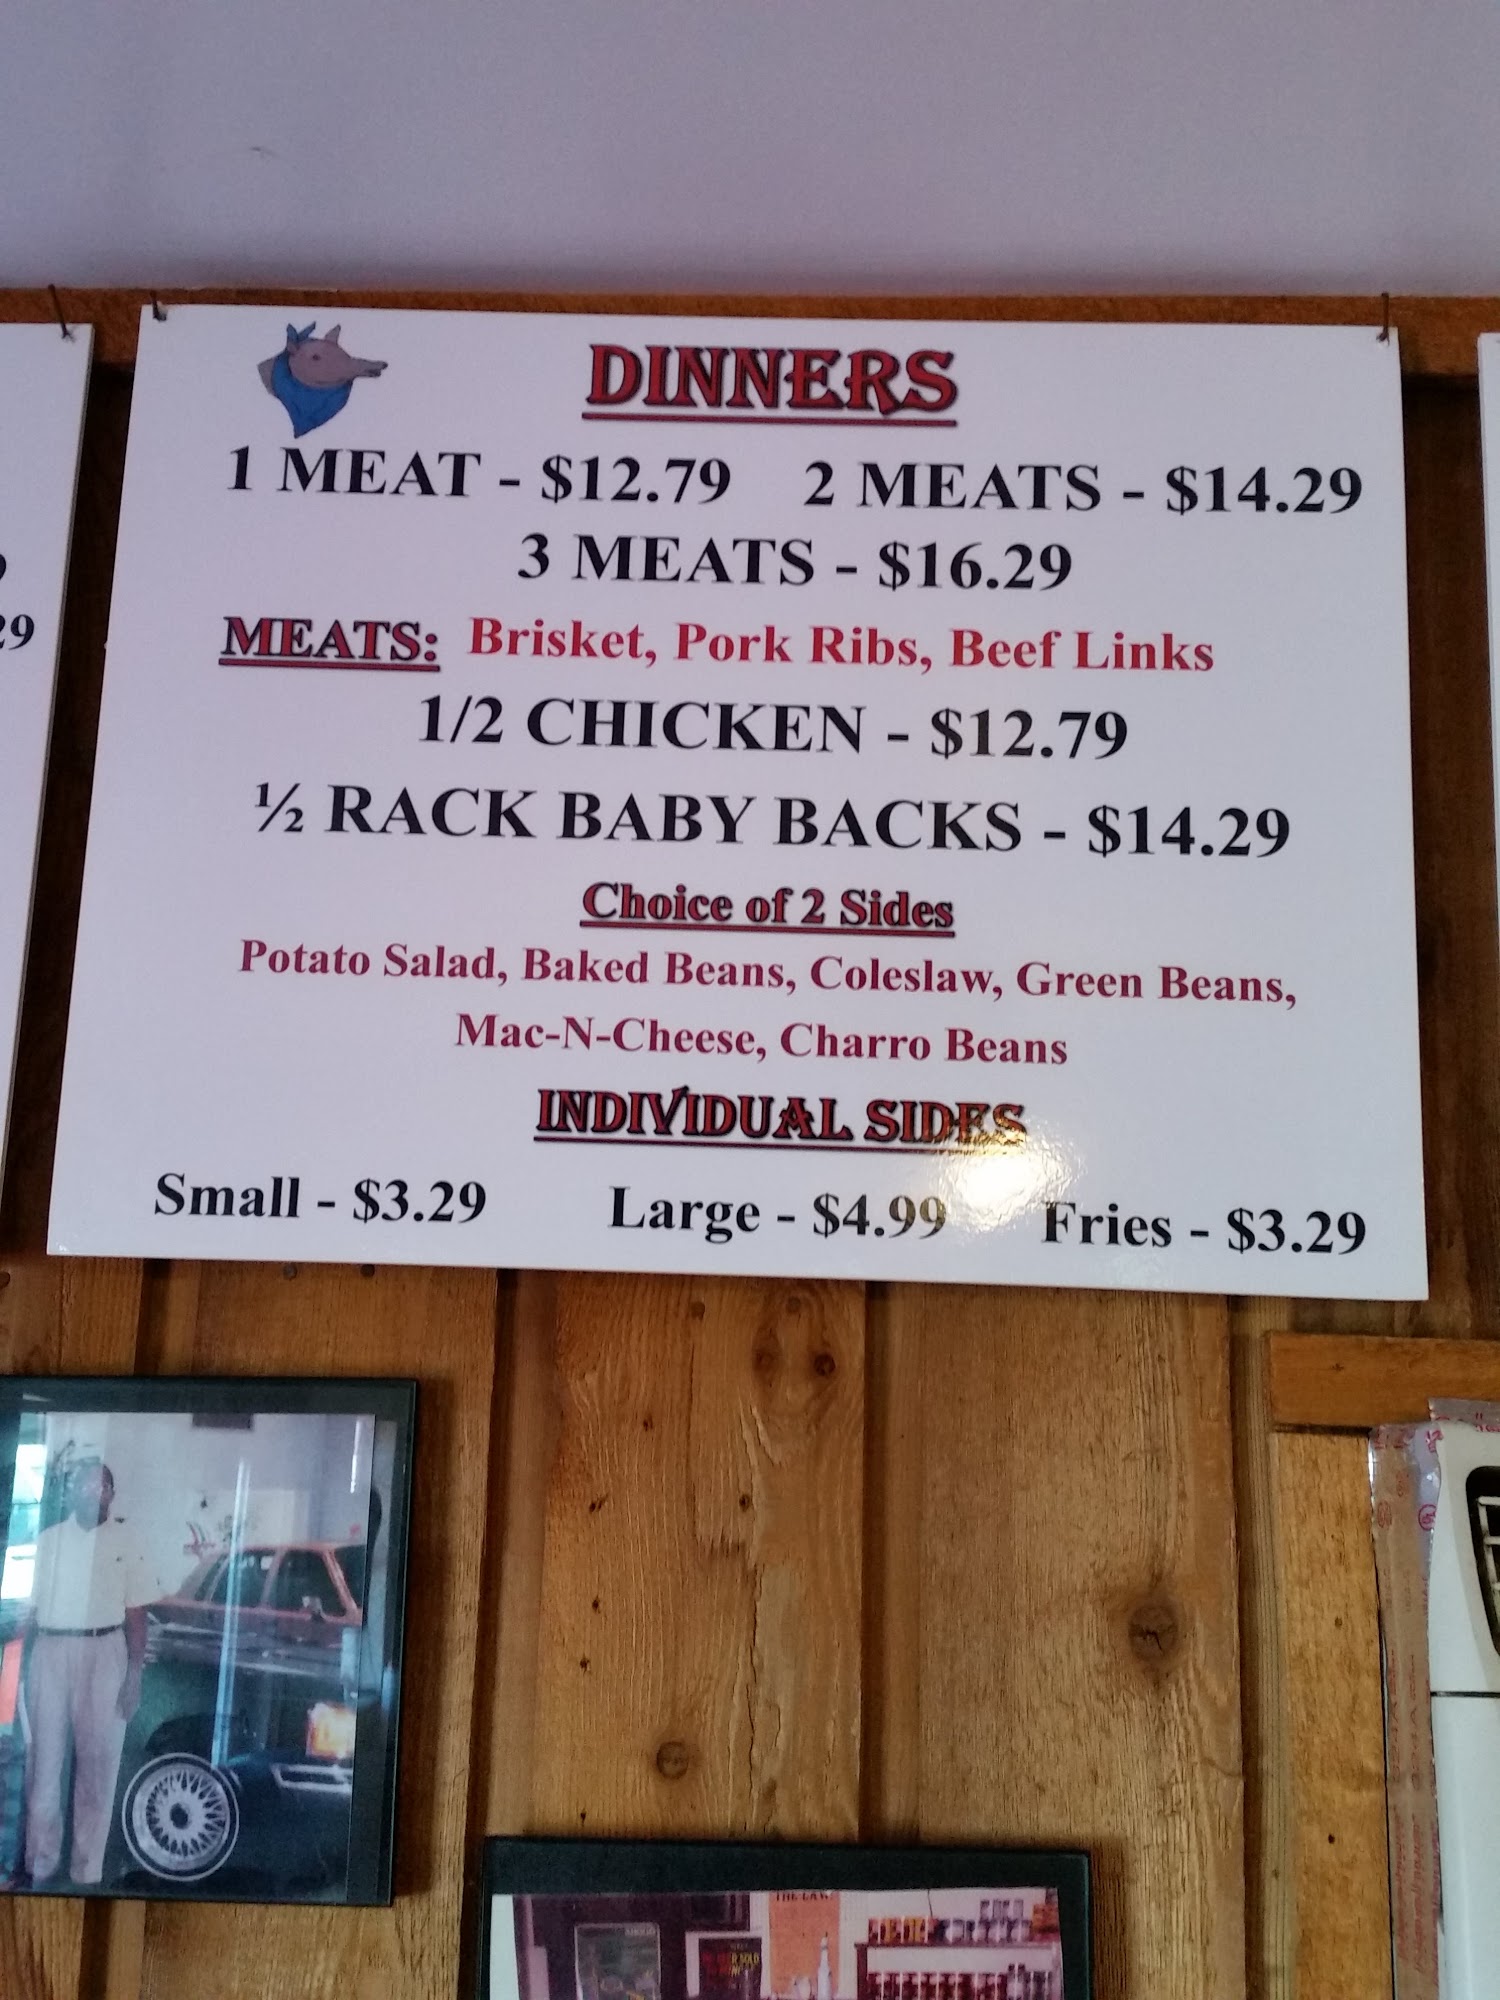 DINNERS
1 MEAT - $12.79 2 MEATS - $14.29
3 MEATS - $16.29
MEATS: Brisket, Pork Ribs, Beef Links
1/2 CHICKEN - $12.79
½ RACK BABY BACKS - $14.29
Choice of 2 Sides
Potato Salad, Baked Beans, Coleslaw, Green Beans,
Mac-N-Cheese, Charro Beans
INDIVIDUAL SIDES
Small - $3.29 Large - $4.99 Fries - $3.29
29
THE LAW